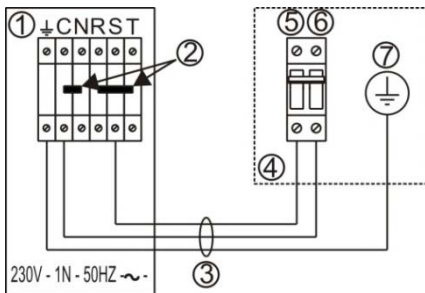 ① ⏚CNRST
②
⑤⑥
⑦
④
③
230V - 1N - 50HZ ~ -